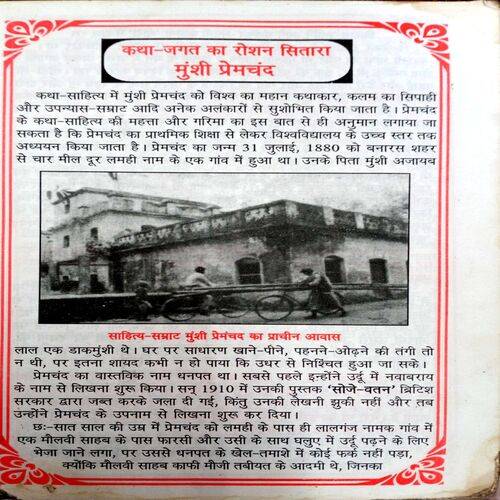 कथा-जगत का रोशन सितारा
मुंशी प्रेमचंद
कथा-साहित्य में मुंशी प्रेमचंद को विश्व का महान कथाकार, कलम का सिपाही
और उपन्यास-सम्राट आदि अनेक अलंकारों से सुशोभित किया जाता है। प्रेमचंद
के कथा-साहित्य की महत्ता और गरिमा का इस बात से ही अनुमान लगाया जा
सकता है कि प्रेमचंद का प्राथमिक शिक्षा से लेकर विश्वविद्यालय के उच्च स्तर तक
अध्ययन किया जाता है। प्रेमचंद का जन्म 31 जुलाई, 1880 को बनारस शहर
से चार मील दूर लमही नाम के एक गांव में हुआ था। उनके पिता मुंशी अजायब
साहित्य-सम्राट मुंशी प्रेमचंद का प्राचीन आवास
लाल एक डाकमुंशी थे। घर पर साधारण खाने-पीने, पहनने-ओढ़ने की तंगी तो
न थी, पर इतना शायद कभी न हो पाया कि उधर से निश्चिंत हुआ जा सके।
प्रेमचंद का वास्तविक नाम धनपत था। सबसे पहले इन्होंने उर्दू में नवाबराय
के नाम से लिखना शुरू किया। सन् 1910 में उनकी पुस्तक 'सोजे-वतन' ब्रिटिश
सरकार द्वारा जब्त करके जला दी गई, किंतु उनकी लेखनी झुकी नहीं और तब
उन्होंने प्रेमचंद के उपनाम से लिखना शुरू कर दिया।
छः-सात साल की उम्र में प्रेमचंद को लमही के पास ही लालगंज नामक गांव में
एक मौलवी साहब के पास फारसी और उसी के साथ घलुए में उर्दू पढ़ने के लिए
भेजा जाने लगा, पर उससे धनपत के खेल-तमाशे में कोई फर्क नहीं पड़ा,
क्योंकि मौलवी साहब काफी मौजी तबीयत के आदमी थे, जिनका